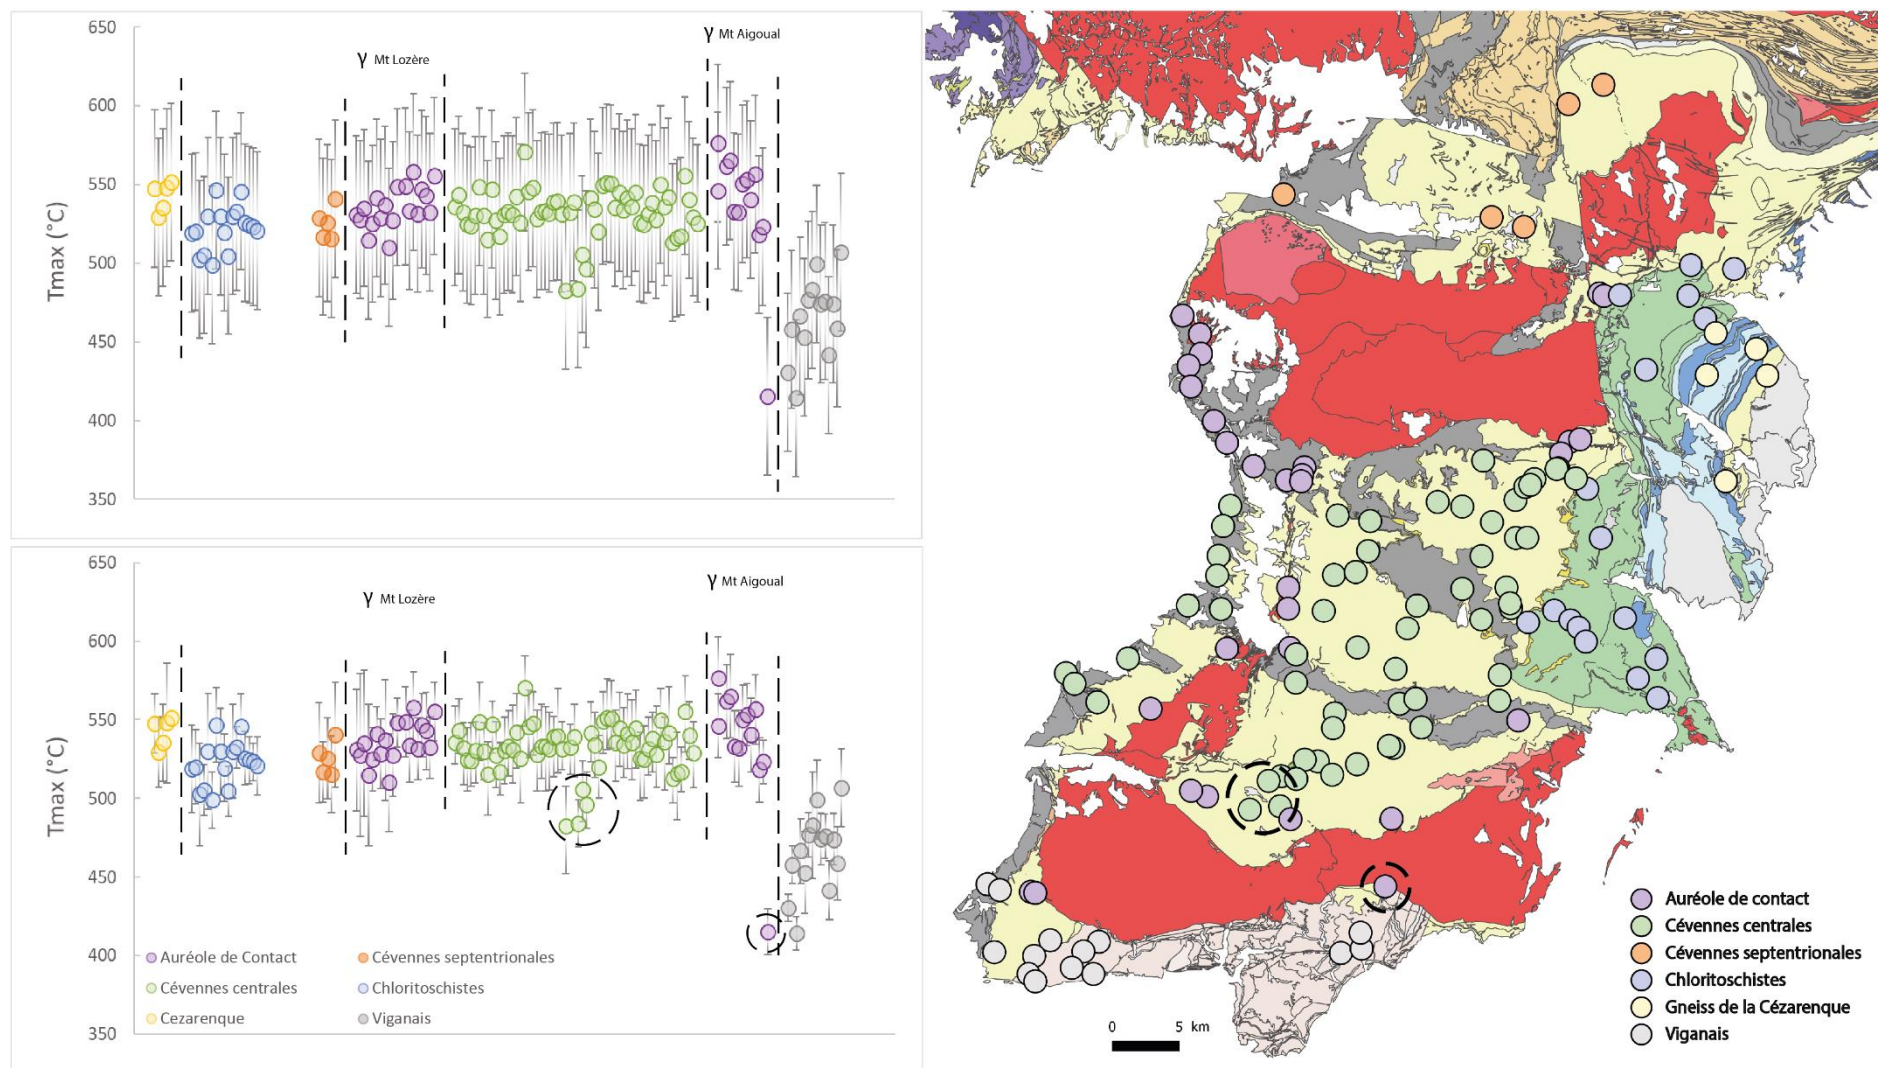 650
600
550
500
450
400
350
Tmax (°C)
γ Mt Lozère
γ Mt Aigoual
650
600
550
500
450
400
350
Tmax (°C)
γ Mt Lozère
γ Mt Aigoual
Auréole de Contact
Cévennes septentrionales
Cévennes centrales
Chloritoschistes
Cezarenque
Viganais
0 5 km
Auréole de contact
Cévennes centrales
Cévennes septentrionales
Chloritoschistes
Gneiss de la Cézarenque
Viganais